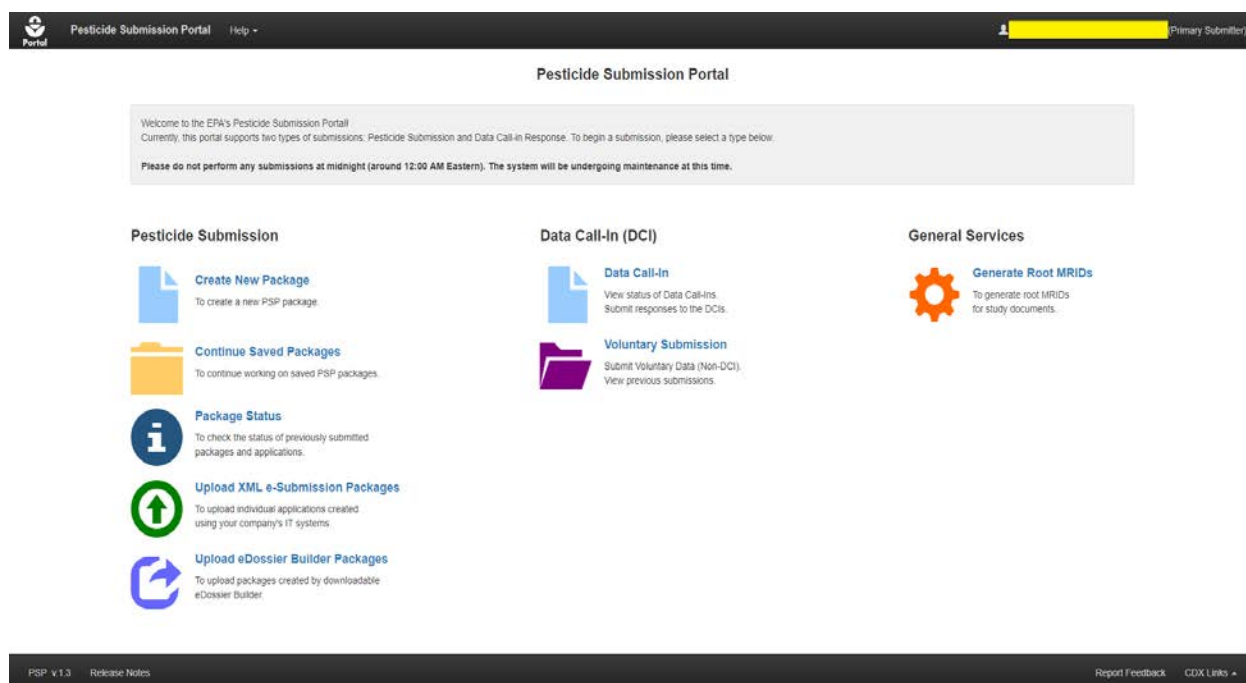 Portal
Pesticide Submission Portal
Help
(Primary Submitter)
Pesticide Submission Portal
Welcome to the EPA's Pesticide Submission Portal!
Currently, this portal supports two types of submissions: Pesticide Submission and Data Call-in Response. To begin a submission, please select a type below.
Please do not perform any submissions at midnight (around 12:00 AM Eastern). The system will be undergoing maintenance at this time.
Pesticide Submission
Create New Package
To create a new PSP package.
Continue Saved Packages
To continue working on saved PSP packages.
Package Status
To check the status of previously submitted
packages and applications.
Upload XML e-Submission Packages
To upload individual applications created
using your company's IT systems
Upload eDossier Builder Packages
To upload packages created by downloadable
eDossier Builder
Data Call-In (DCI)
Data Call-In
View status of Data Call-Ins.
Submit responses to the DCIs.
Voluntary Submission
Submit Voluntary Data (Non-DCI).
View previous submissions.
General Services
Generate Root MRIDs
To generate root MRIDs
for study documents.
PSP v.1.3
Release Notes
Report Feedback
CDX Links